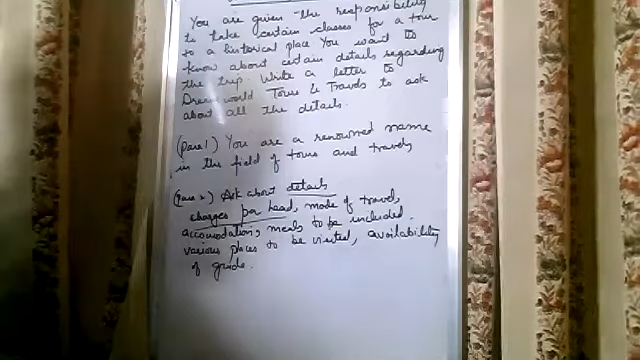 You are given the responsibility
to take certain classes for a tour
to a historical place You want to
know about certain details regarding
the trip. Write a letter to
Dreamworld Tours & Travels to ask
about all the details.
(Para 1) You are a renowned name
in the field of tours and travels
(Para 2) Ask about details
charges per head, mode of travel,
accomodation, meals to be included.
various places to be visited, availability
of guide.